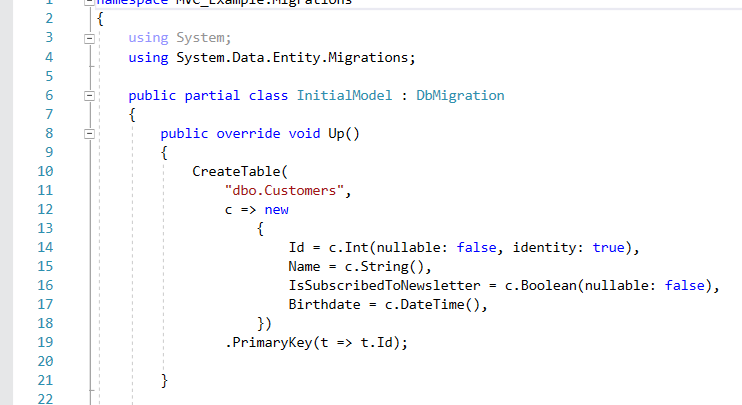 1 namespace MVC_Example.Migrations
2 {
3 using System;
4 using System.Data.Entity.Migrations;
5
6 public partial class InitialModel : DbMigration
7 {
8 public override void Up()
9 {
10 CreateTable(
11 "dbo.Customers",
12 c => new
13 {
14 Id = c.Int(nullable: false, identity: true),
15 Name = c.String(),
16 IsSubscribedToNewsletter = c.Boolean(nullable: false),
17 Birthdate = c.DateTime(),
18 })
19 .PrimaryKey(t => t.Id);
20
21 }
22